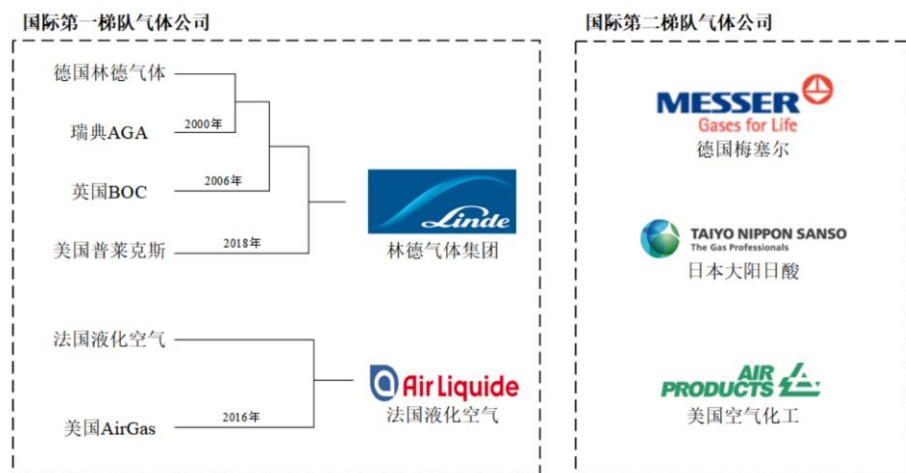 国际第一梯队气体公司
德国林德气体
瑞典AGA
2000年
英国BOC
2006年
美国普莱克斯
2018年
Linde
林德气体集团
法国液化空气
美国AirGas
2016年
Air Liquide
法国液化空气
国际第二梯队气体公司
MESSER
Gases for Life
德国梅塞尔
TAIYO NIPPON SANSO
The Gas Professionals
日本大阳日酸
AIR
PRODUCTS
美国空气化工